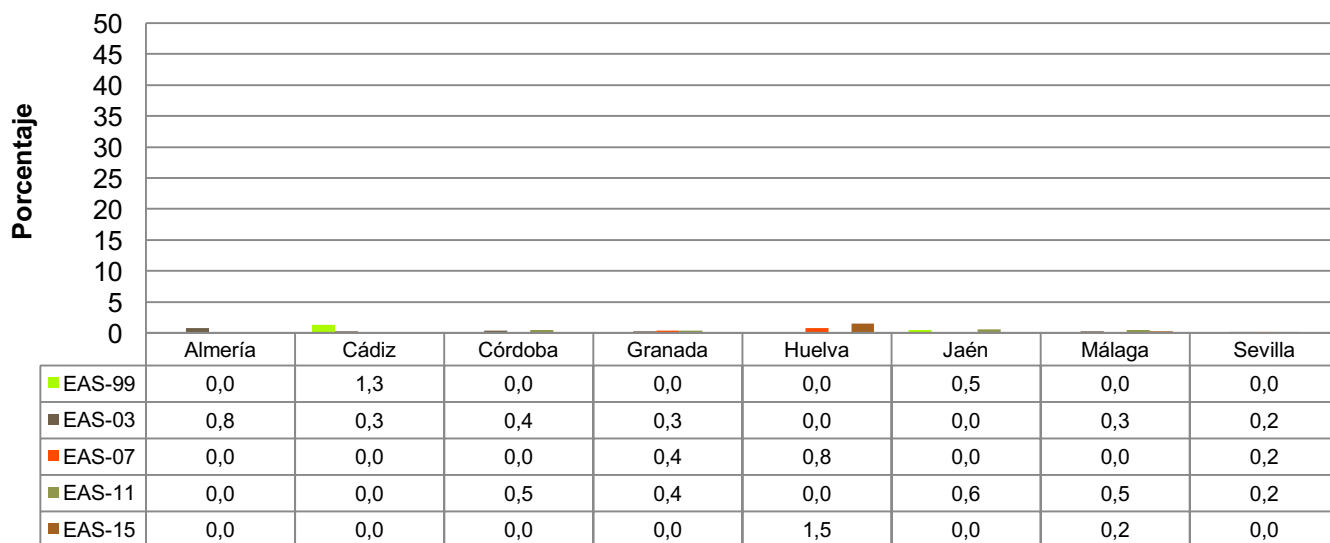 Porcentaje
50
45
40
35
30
25
20
15
10
5
0
Almería Cádiz Córdoba Granada Huelva Jaén Málaga Sevilla
EAS-99 0,0 1,3 0,0 0,0 0,0 0,5 0,0 0,0
EAS-03 0,8 0,3 0,4 0,3 0,0 0,0 0,3 0,2
EAS-07 0,0 0,0 0,0 0,4 0,8 0,0 0,0 0,2
EAS-11 0,0 0,0 0,5 0,4 0,0 0,6 0,5 0,2
EAS-15 0,0 0,0 0,0 0,0 1,5 0,0 0,2 0,0